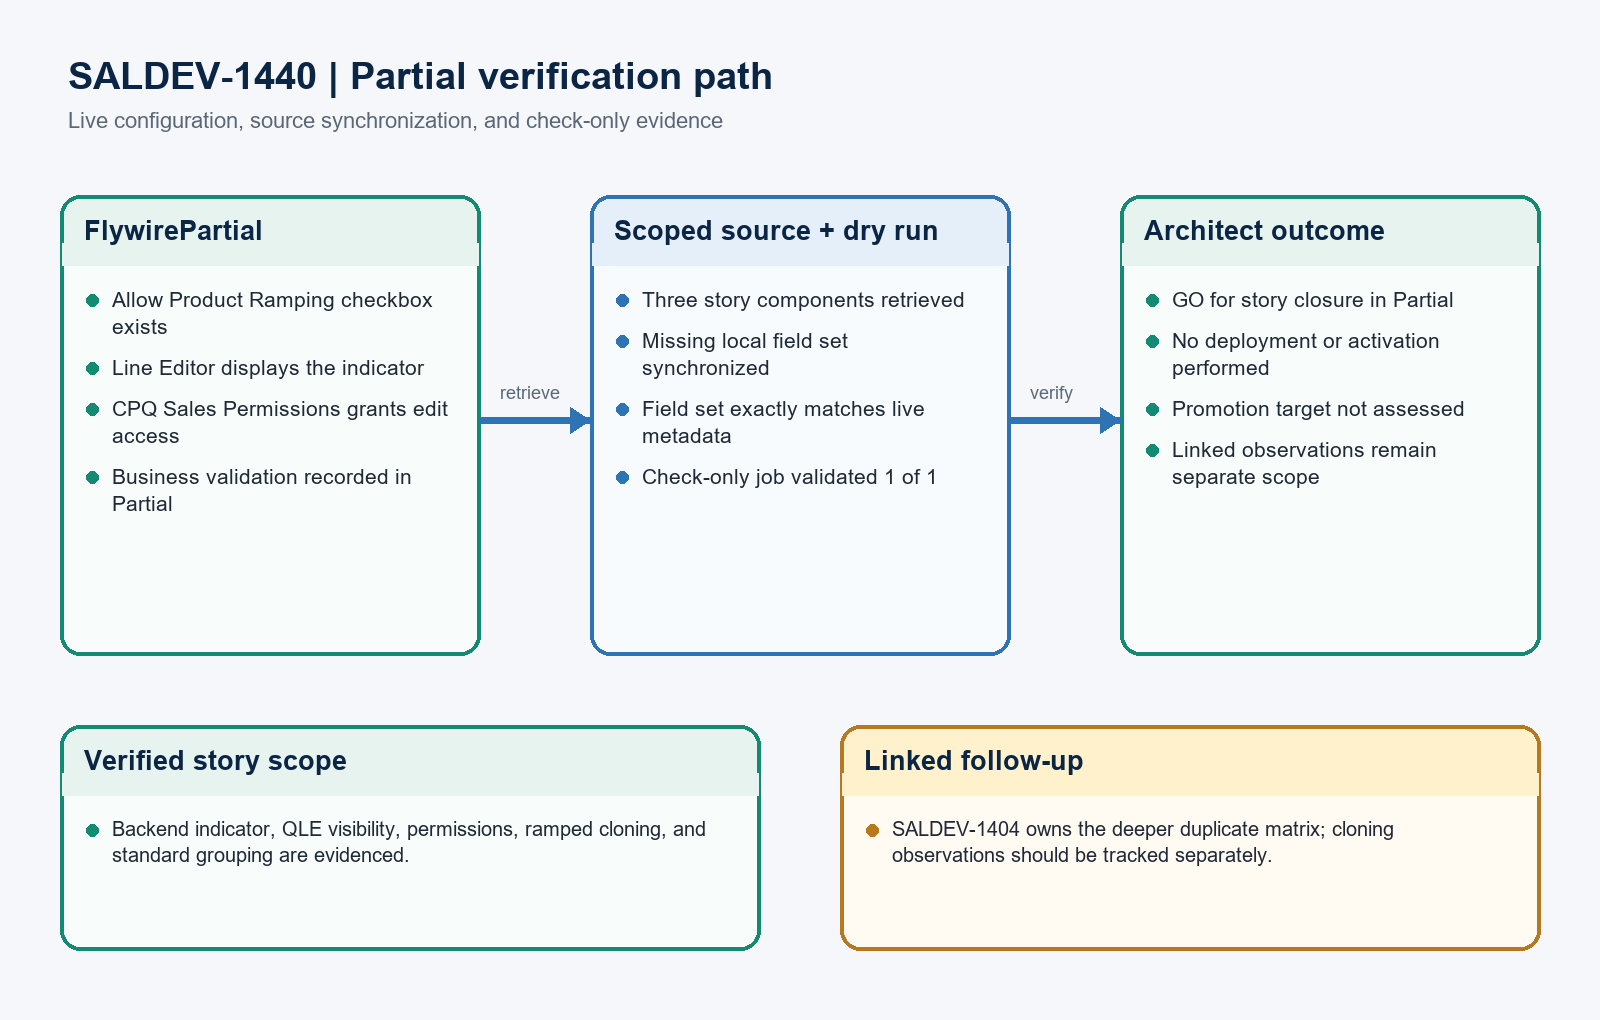 SALDEV-1440 | Partial verification path
Live configuration, source synchronization, and check-only evidence
FlywirePartial
Allow Product Ramping checkbox
exists
Line Editor displays the indicator
CPQ Sales Permissions grants edit
access
Business validation recorded in
Partial
retrieve
Scoped source + dry run
Three story components retrieved
Missing local field set
synchronized
Field set exactly matches live
metadata
Check-only job validated 1 of 1
verify
Architect outcome
GO for story closure in Partial
No deployment or activation
performed
Promotion target not assessed
Linked observations remain
separate scope
Verified story scope
Backend indicator, QLE visibility, permissions, ramped cloning, and
standard grouping are evidenced.
Linked follow-up
SALDEV-1404 owns the deeper duplicate matrix; cloning
observations should be tracked separately.